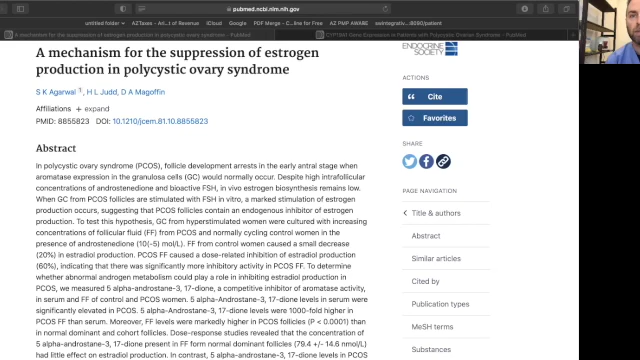 pubmed.ncbi.nlm.nih.gov
untitled folder AZTaxes - Ari...t of Revenue Cloudflare Google PDF Merge - C...line for Free AZ PMP AWARE
A mechanism for the suppression of estrogen production in polycystic ovary syndrome - PubMed
CYP19A1 Gene Expression in Patients with Polycystic Ovarian Syndrome - PubMed
A mechanism for the suppression of estrogen
production in polycystic ovary syndrome
S K Agarwal 1, H L Judd, D A Magoffin
Affiliations + expand
PMID: 8855823 DOI: 10.1210/jcem.81.10.8855823
Abstract
In polycystic ovary syndrome (PCOS), follicle development arrests in the early antral stage when
aromatase expression in the granulosa cells (GC) would normally occur. Despite high intrafollicular
concentrations of androstenedione and bioactive FSH, in vivo estrogen biosynthesis remains low.
When GC from PCOS follicles are stimulated with FSH in vitro, a marked stimulation of estrogen
production occurs, suggesting that PCOS follicles contain an endogenous inhibitor of estrogen
production. To test this hypothesis, GC from hyperstimulated women were cultured with increasing
concentrations of follicular fluid (FF) from PCOS and normally cycling control women in the
presence of androstenedione (10(-5) mol/L). FF from control women caused a small decrease
(20%) in estradiol production. PCOS FF caused a dose-related inhibition of estradiol production
(60%), indicating that there was significantly more inhibitory activity in PCOS FF. To determine
whether abnormal androgen metabolism could play a role in inhibiting estradiol production in
PCOS, we measured 5 alpha-androstane-3, 17-dione, a competitive inhibitor of aromatase activity,
in serum and FF of control and PCOS women. 5 alpha-Androstane-3, 17-dione levels in serum were
significantly elevated in PCOS. 5 alpha-Androstane-3, 17-dione levels were 1000-fold higher in
PCOS FF than serum. Moreover, FF levels were markedly higher in PCOS follicles (P < 0.0001) than
in normal dominant and cohort follicles. Dose-response studies revealed that the concentration of
5 alpha-androstane-3, 17-dione present in FF form normal dominant follicles (79.4 +/- 14.6 nmol/L)
had little effect on estradiol production. In contrast, 5 alpha-androstane-3, 17-dione levels in PCOS
ENDOCRINE
SOCIETY
ACTIONS
Cite
Favorites
SHARE
PAGE NAVIGATION
Title & authors
Abstract
Similar articles
Cited by
Publication types
MeSH terms
Substances